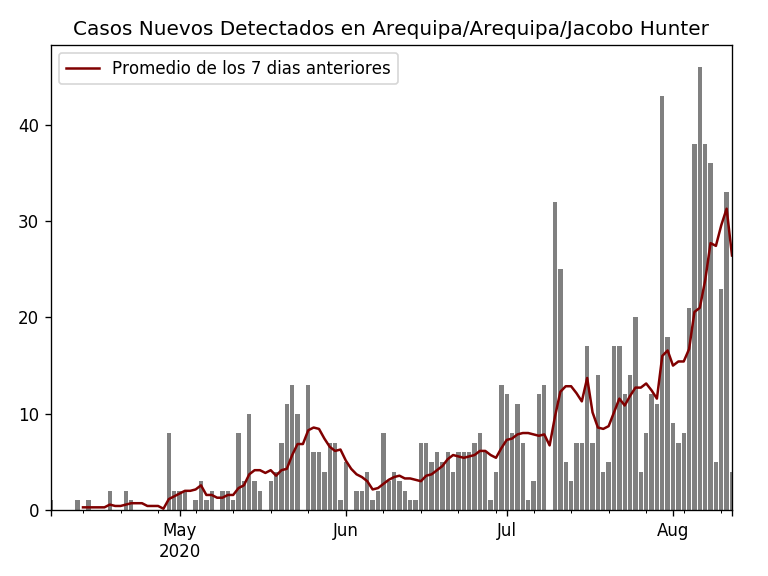 Casos Nuevos Detectados en Arequipa/Arequipa/Jacobo Hunter
Promedio de los 7 dias anteriores
40
30
20
10
0
May
2020
Jun
Jul
Aug